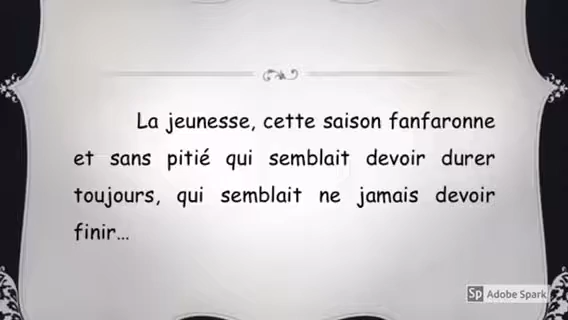 La jeunesse, cette saison fanfaronne
et sans pitié qui semblait devoir durer
toujours, qui semblait ne jamais devoir
finir...
Sp Adobe Spark